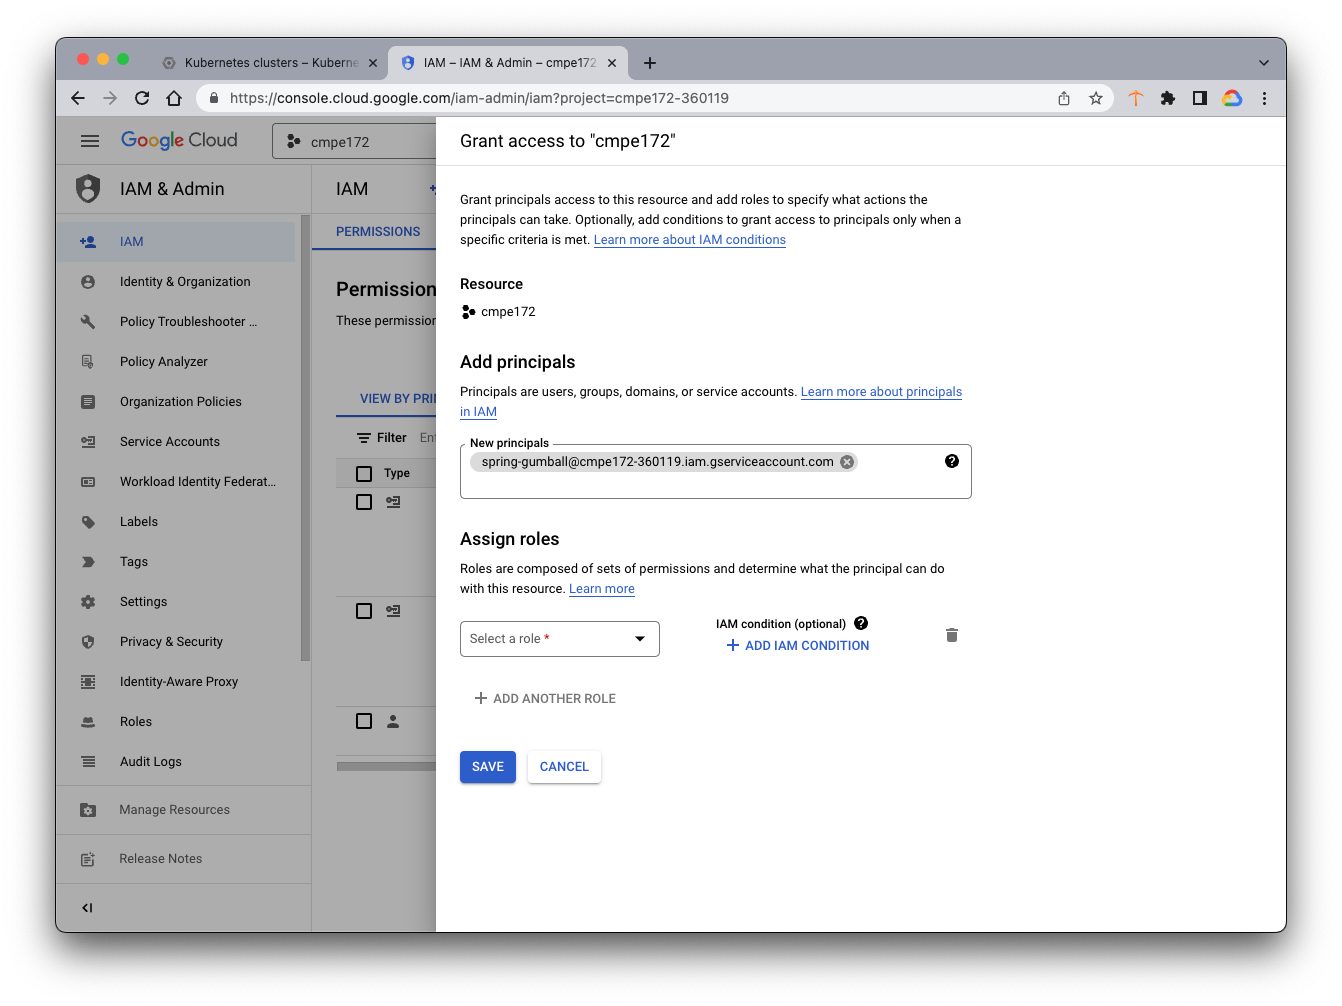 Kubernetes clusters – Kuberne
IAM – IAM & Admin – cmpe172
https://console.cloud.google.com/iam-admin/iam?project=cmpe172-360119
Google Cloud
cmpe172
IAM & Admin
IAM
Identity & Organization
Policy Troubleshooter ...
Policy Analyzer
Organization Policies
Service Accounts
Workload Identity Federat...
Labels
Tags
Settings
Privacy & Security
Identity-Aware Proxy
Roles
Audit Logs
Manage Resources
Release Notes
IAM
PERMISSIONS
Permission
These permission
VIEW BY PRI
Filter Ent
Type
Grant access to "cmpe172"
Grant principals access to this resource and add roles to specify what actions the
principals can take. Optionally, add conditions to grant access to principals only when a
specific criteria is met. Learn more about IAM conditions
Resource
cmpe172
Add principals
Principals are users, groups, domains, or service accounts. Learn more about principals
in IAM
New principals
spring-gumball@cmpe172-360119.iam.gserviceaccount.com
Assign roles
Roles are composed of sets of permissions and determine what the principal can do
with this resource. Learn more
Select a role *
IAM condition (optional)
ADD IAM CONDITION
ADD ANOTHER ROLE
SAVE CANCEL